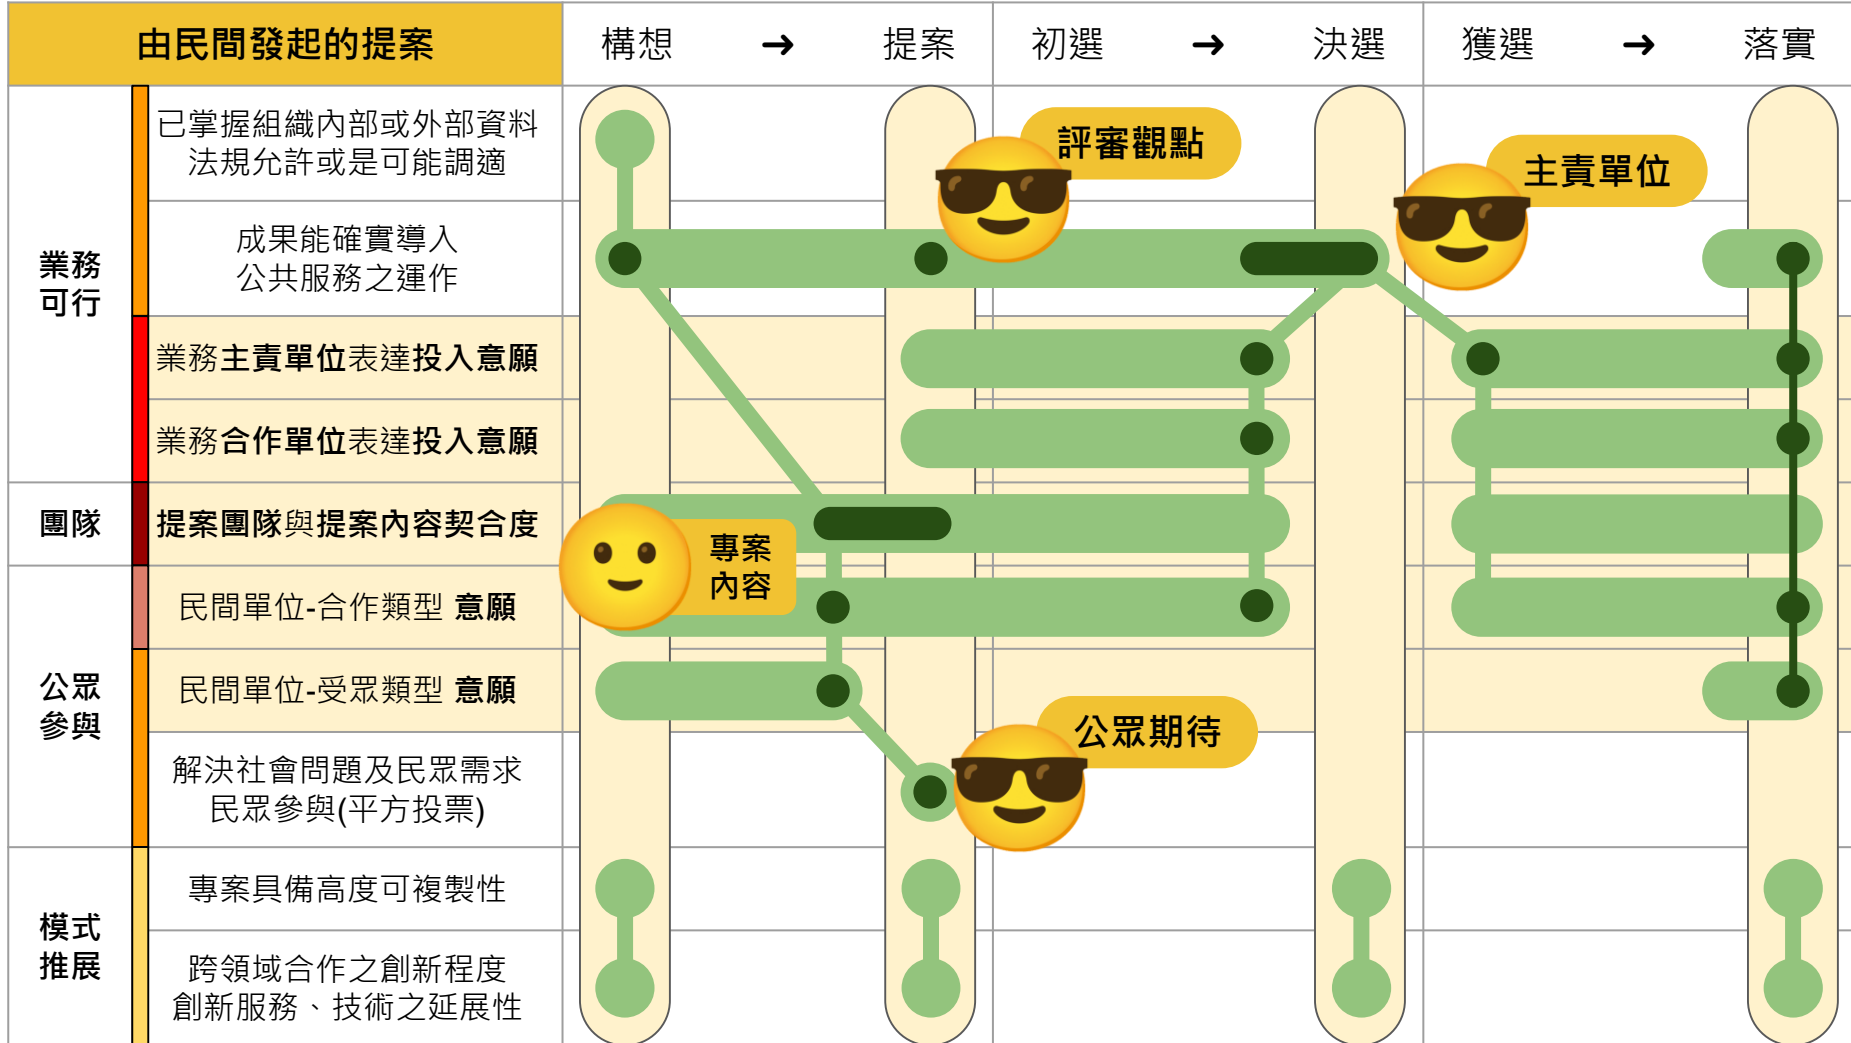 由民間發起的提案
構想 → 提案
初選 → 決選
獲選 → 落實
業務
可行
已掌握組織內部或外部資料
法規允許或是可能調適
評審觀點
主責單位
成果能確實導入
公共服務之運作
業務主責單位表達投入意願
業務合作單位表達投入意願
團隊
提案團隊與提案內容契合度
專案
內容
公眾
參與
民間單位-合作類型 意願
民間單位-受眾類型 意願
公眾期待
解決社會問題及民眾需求
民眾參與(平方投票)
模式
推展
專案具備高度可複製性
跨領域合作之創新程度
創新服務、技術之延展性